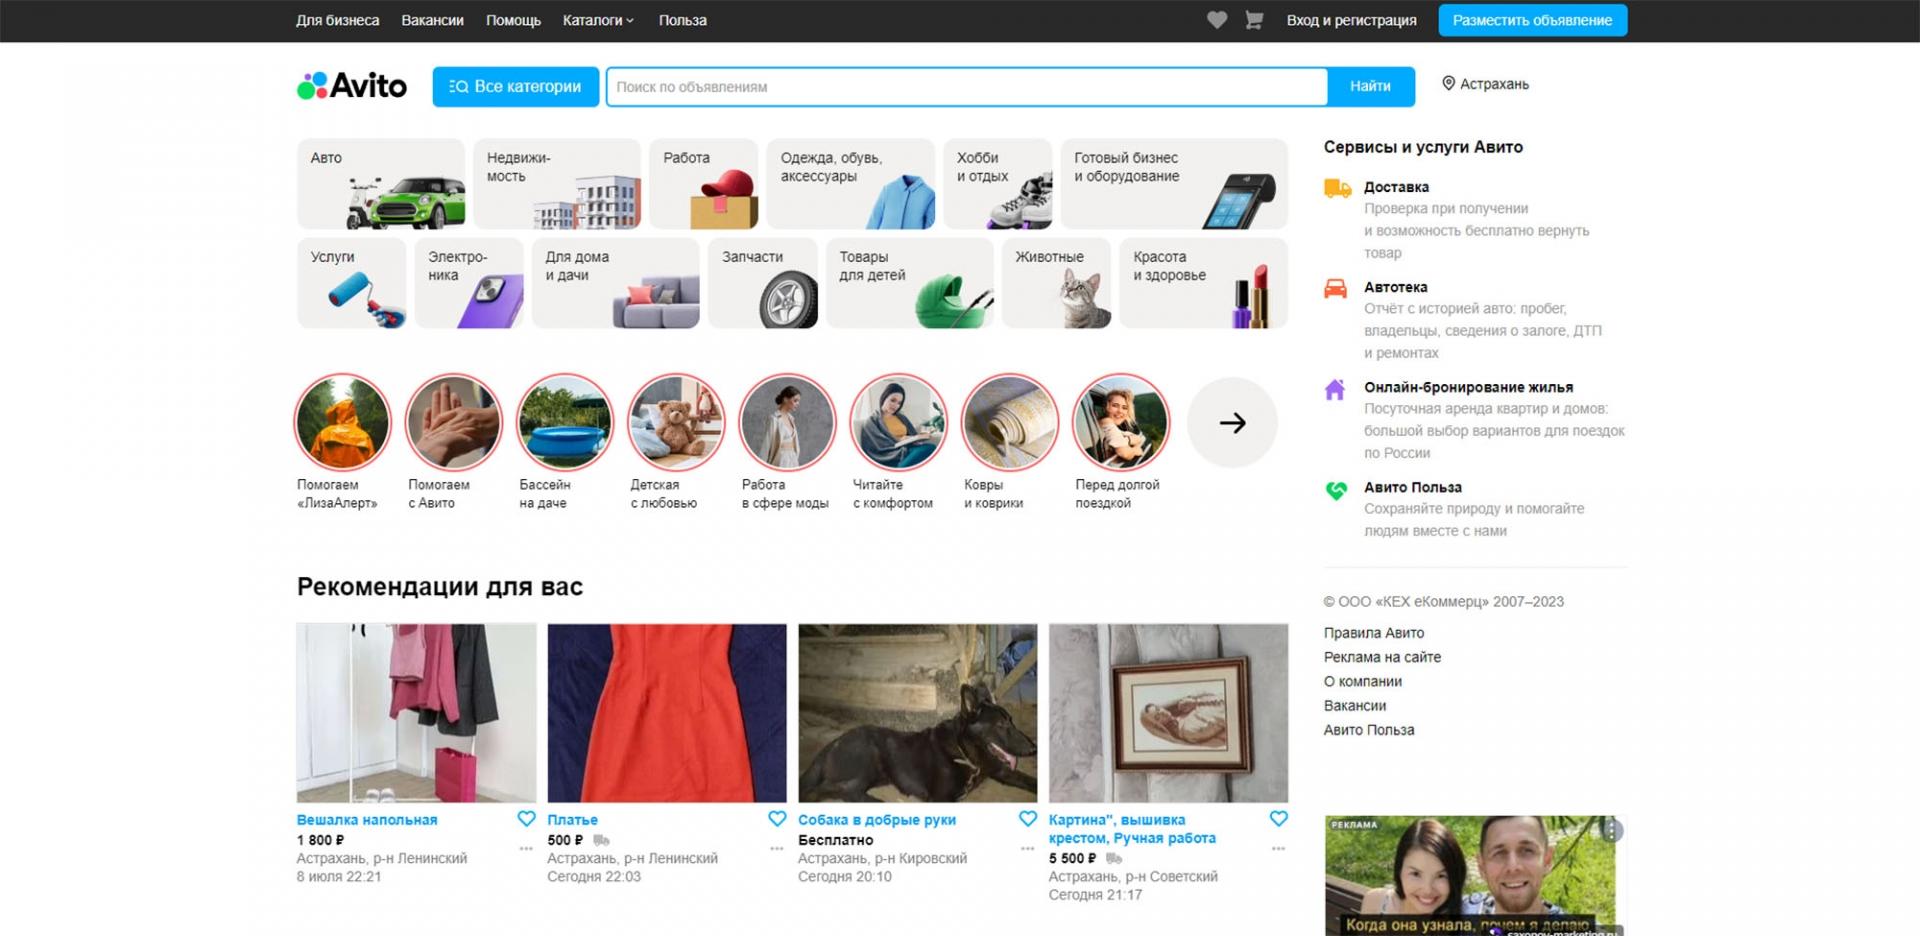 Для бизнеса
Вакансии
Помощь
Каталоги
Польза
Вход и регистрация
Разместить объявление
Avito
Все категории
Поиск по объявлениям
Найти
Астрахань
Авто
Недвижи-
мость
Работа
Одежда, обувь,
аксессуары
Хобби
и отдых
Готовый бизнес
и оборудование
Услуги
Электро-
ника
Для дома
и дачи
Запчасти
Товары
для детей
Животные
Красота
и здоровье
Помогаем
«ЛизаАлерт»
Помогаем
с Авито
Бассейн
на даче
Детская
с любовью
Работа
в сфере моды
Читайте
с комфортом
Ковры
и коврики
Перед долгой
поездкой
Рекомендации для вас
Вешалка напольная
1 800 ₽
Астрахань, р-н Ленинский
8 июля 22:21
Платье
500 ₽
Астрахань, р-н Ленинский
Сегодня 22:03
Собака в добрые руки
Бесплатно
Астрахань, р-н Кировский
Сегодня 20:10
Картина", вышивка
крестом, Ручная работа
5 500 ₽
Астрахань, р-н Советский
Сегодня 21:17
Сервисы и услуги Авито
Доставка
Проверка при получении
и возможность бесплатно вернуть
товар
Автотека
Отчёт с историей авто: пробег,
владельцы, сведения о залоге, ДТП
и ремонтах
Онлайн-бронирование жилья
Посуточная аренда квартир и домов:
большой выбор вариантов для поездок
по России
Авито Польза
Сохраняйте природу и помогайте
людям вместе с нами
© ООО «КЕХ еКоммерц» 2007–2023
Правила Авито
Реклама на сайте
О компании
Вакансии
Авито Польза
РЕКЛАМА
Когда она узнала, почем я делаю